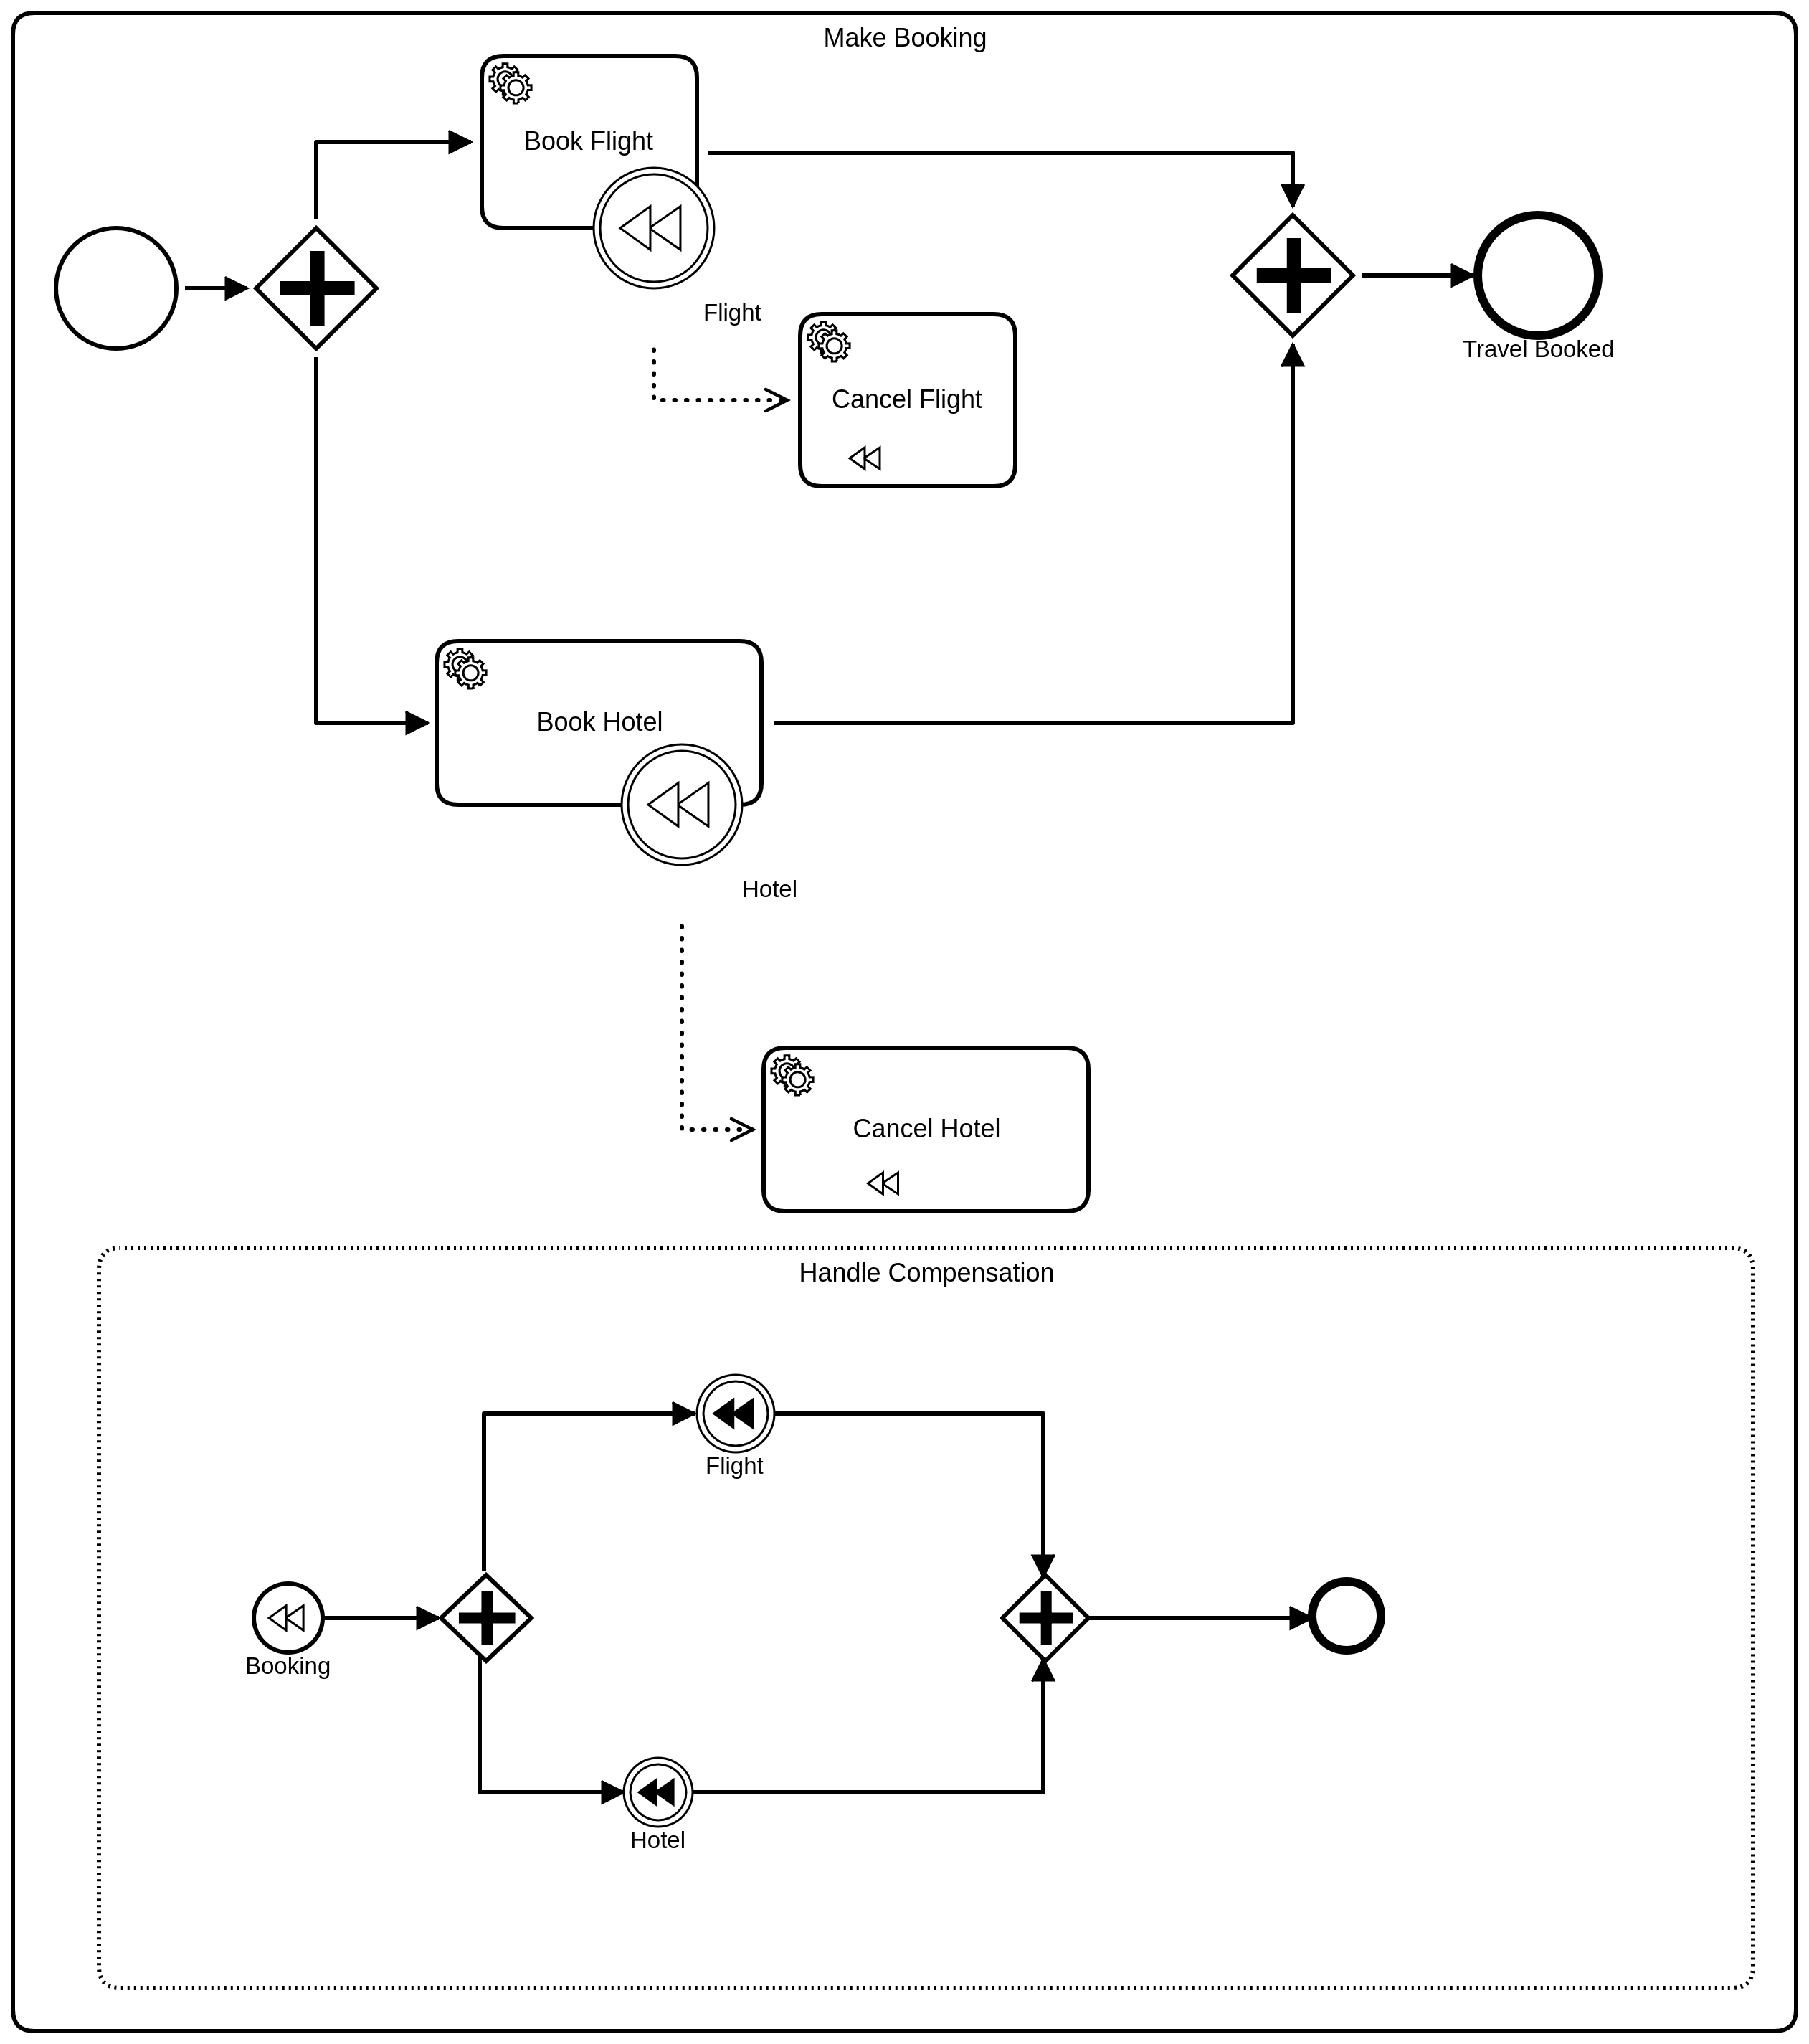 Make Booking
Book Flight
Flight
Cancel Flight
Travel Booked
Book Hotel
Hotel
Cancel Hotel
Handle Compensation
Flight
Booking
Hotel